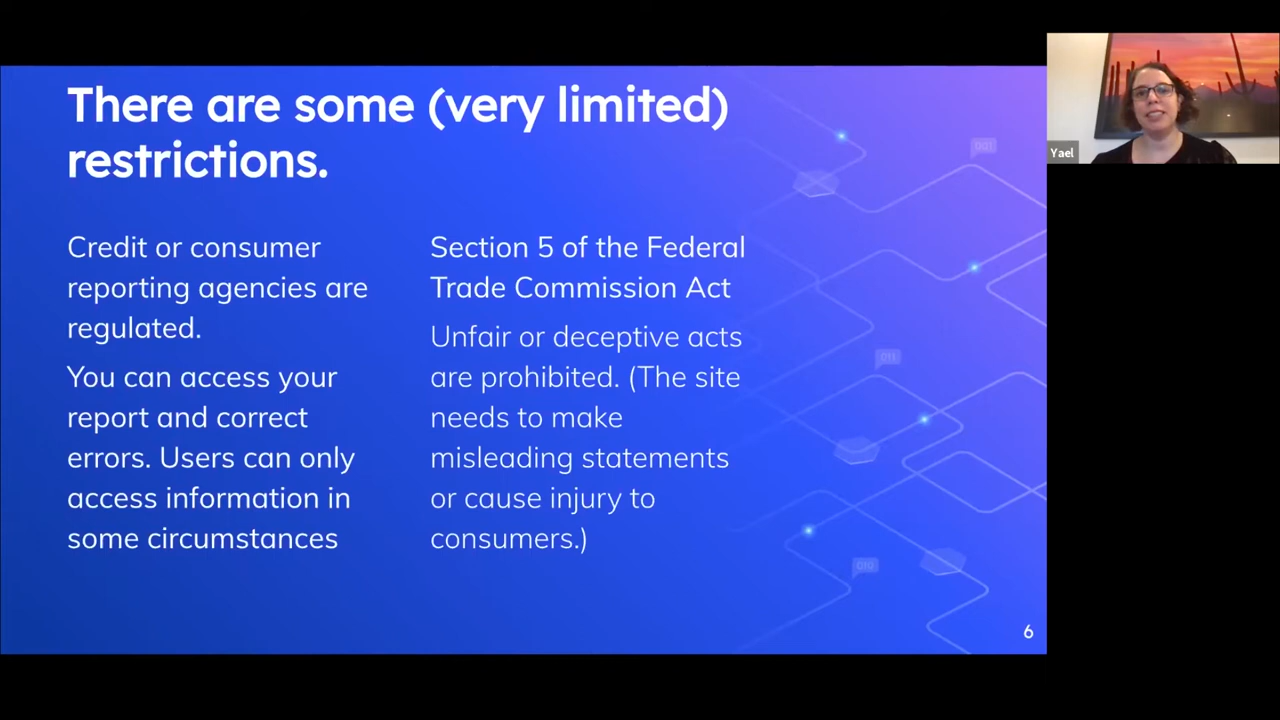 There are some (very limited)
restrictions.
Credit or consumer
reporting agencies are
regulated.
You can access your
report and correct
errors. Users can only
access information in
some circumstances
Section 5 of the Federal
Trade Commission Act
Unfair or deceptive acts
are prohibited. (The site
needs to make
misleading statements
or cause injury to
consumers.)
001
011
010
6
Yael